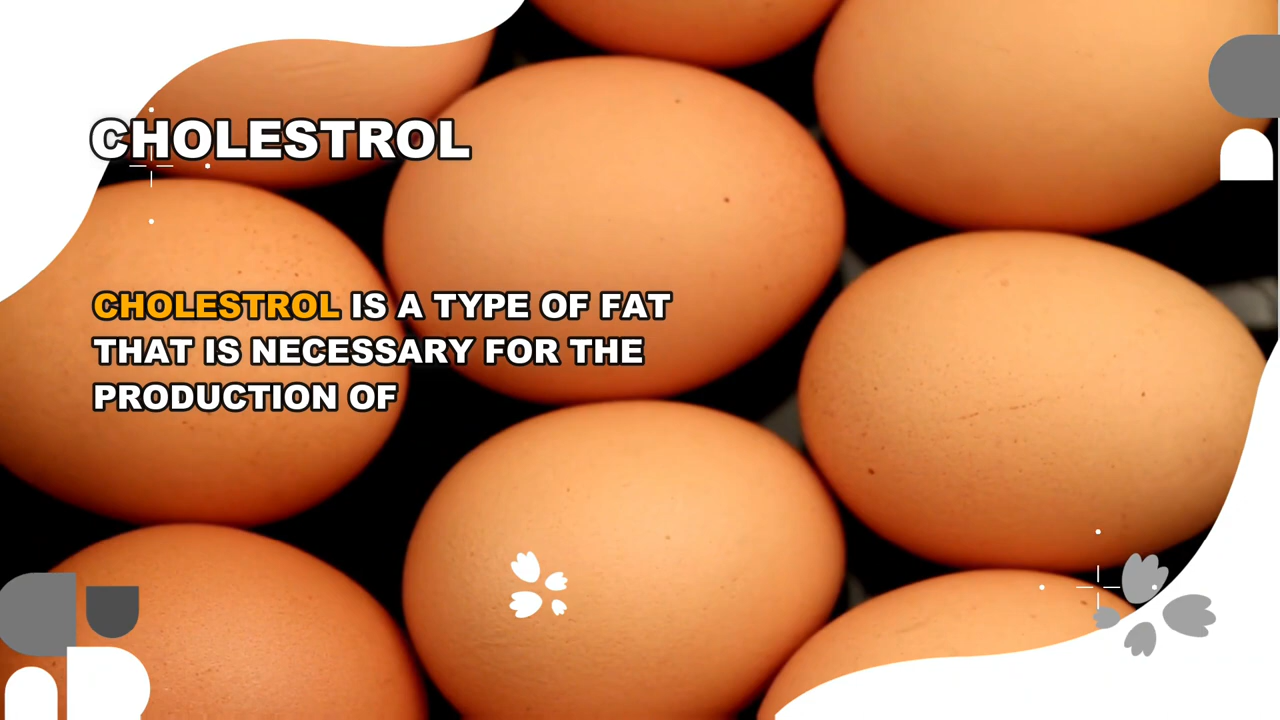 CHOLESTROL
CHOLESTROL IS A TYPE OF FAT
THAT IS NECESSARY FOR THE
PRODUCTION OF